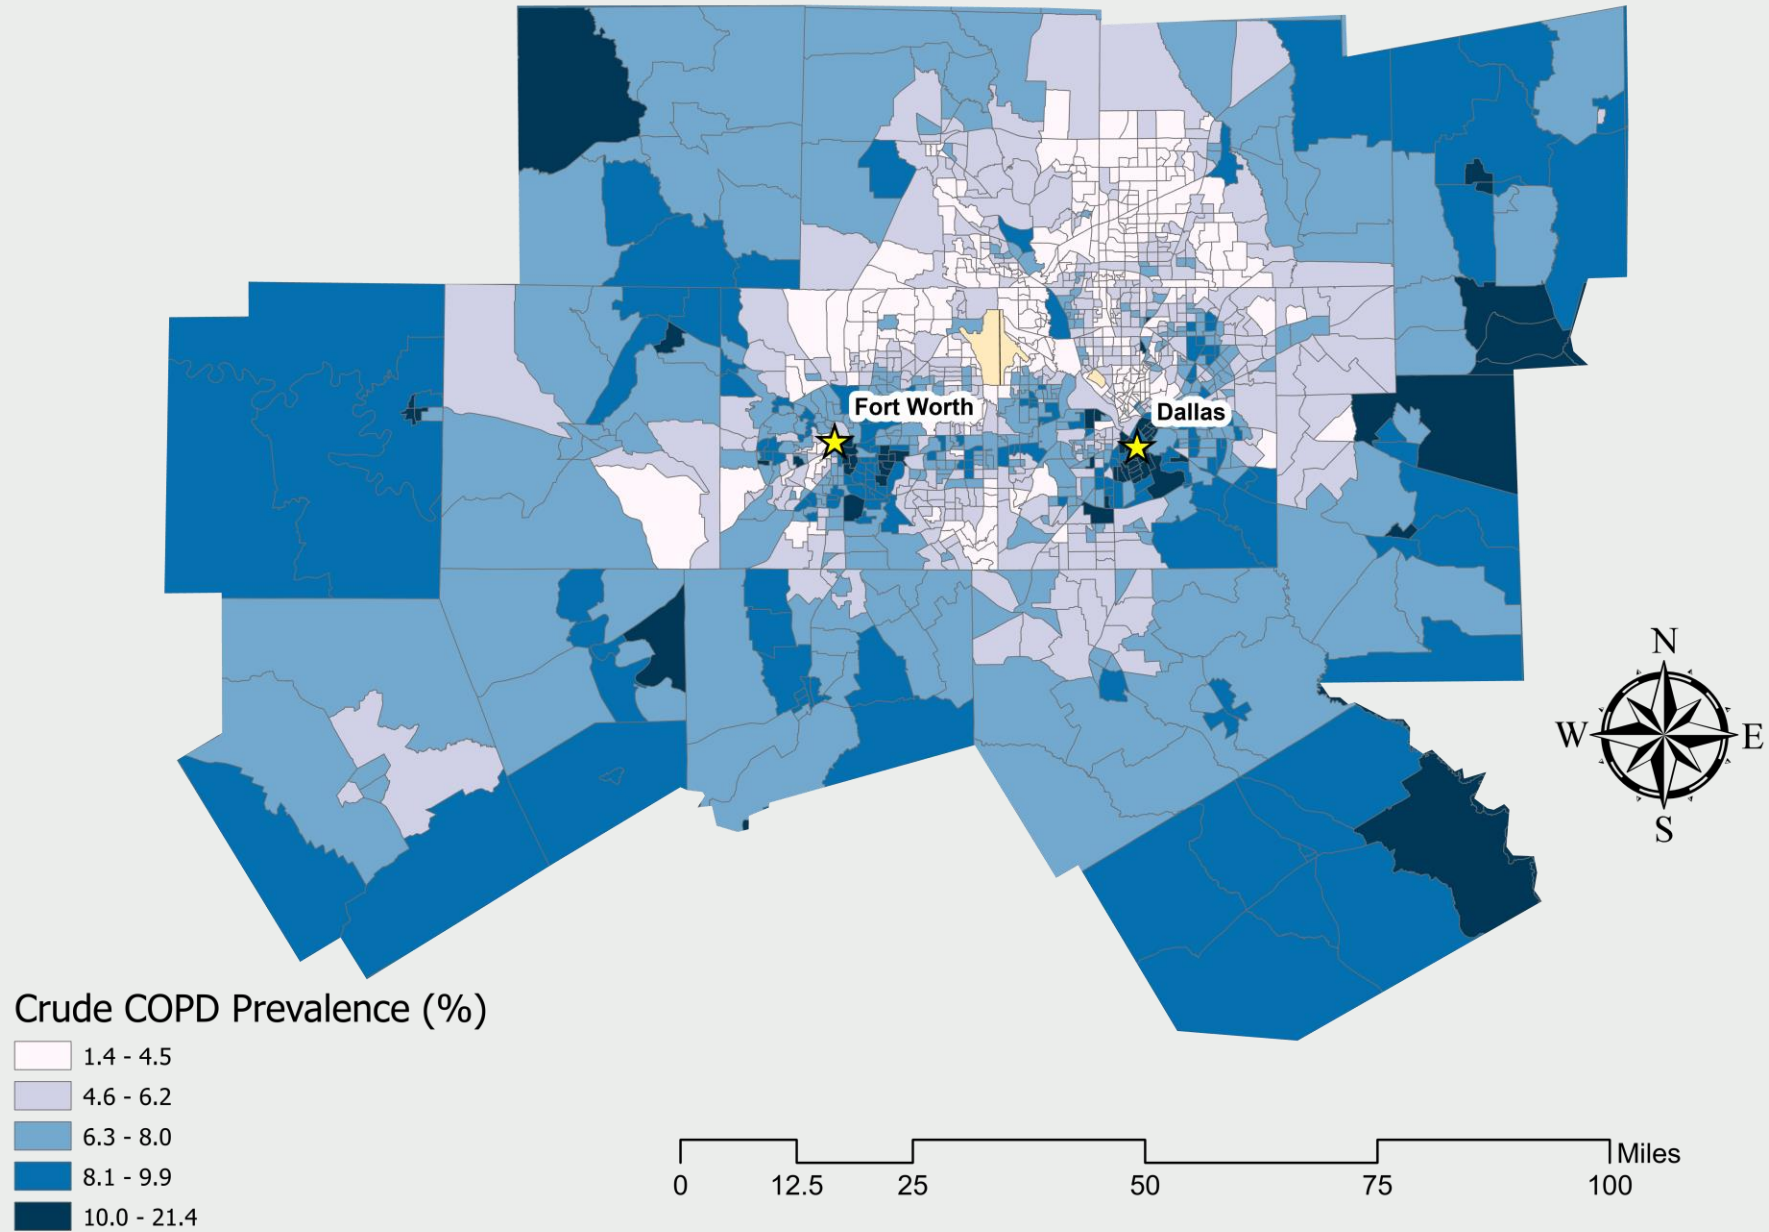 Fort Worth
Dallas
N
W E
S
Crude COPD Prevalence (%)
1.4 - 4.5
4.6 - 6.2
6.3 - 8.0
8.1 - 9.9
10.0 - 21.4
Miles
0 12.5 25 50 75 100